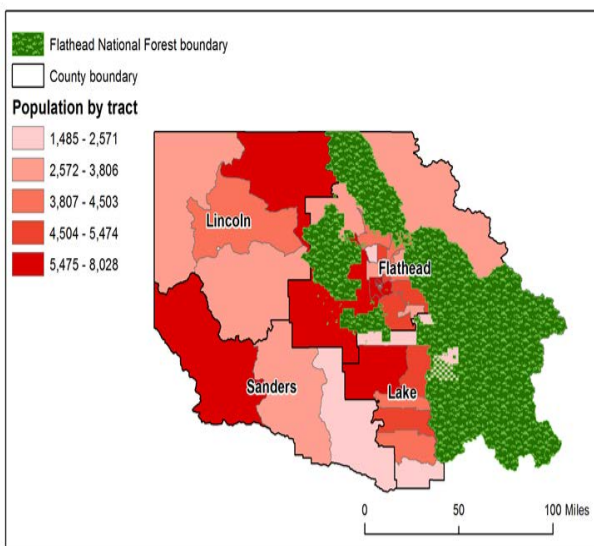 Flathead National Forest boundary
County boundary
Population by tract
1,485 - 2,571
2,572 - 3,806
3,807 - 4,503
4,504 - 5,474
5,475 - 8,028
Lincoln
Flathead
Sanders
Lake
0 50 100 Miles